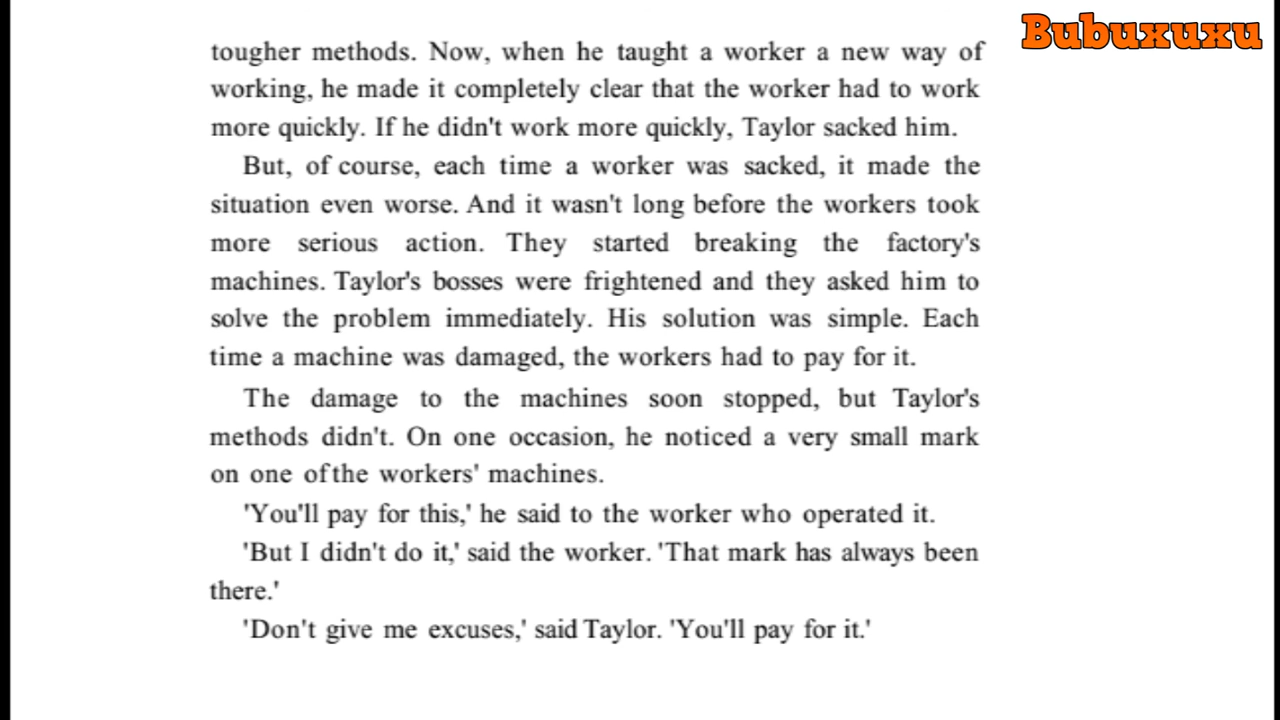 Bubuxuxu
tougher methods. Now, when he taught a worker a new way of
working, he made it completely clear that the worker had to work
more quickly. If he didn't work more quickly, Taylor sacked him.
But, of course, each time a worker was sacked, it made the
situation even worse. And it wasn't long before the workers took
more serious action. They started breaking the factory's
machines. Taylor's bosses were frightened and they asked him to
solve the problem immediately. His solution was simple. Each
time a machine was damaged, the workers had to pay for it.
The damage to the machines soon stopped, but Taylor's
methods didn't. On one occasion, he noticed a very small mark
on one of the workers' machines.
'You'll pay for this,' he said to the worker who operated it.
'But I didn't do it,' said the worker. 'That mark has always been
there.'
'Don't give me excuses,' said Taylor. 'You'll pay for it.'